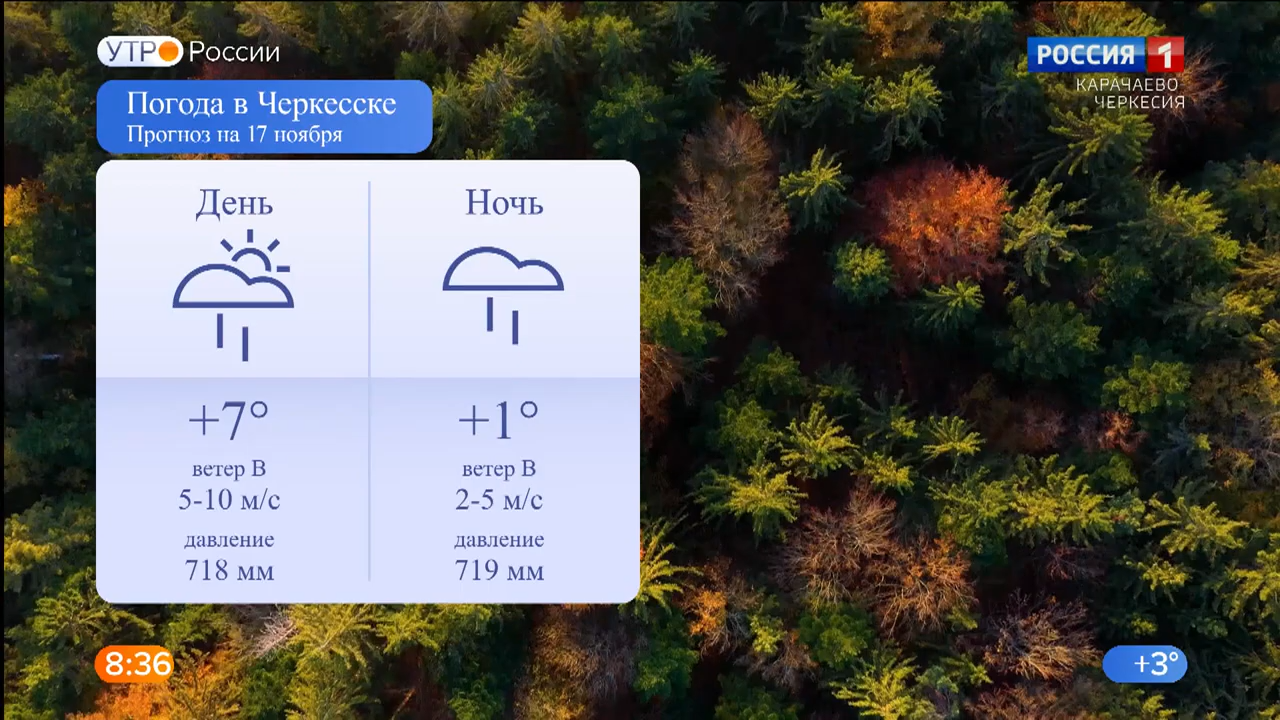 УТРО России
РОССИЯ 1
КАРАЧАЕВО
ЧЕРКЕСИЯ
Погода в Черкесске
Прогноз на 17 ноября
День
Ночь
+7°
+1°
ветер В
5-10 м/с
ветер В
2-5 м/с
давление
718 мм
давление
719 мм
8:36
+3°